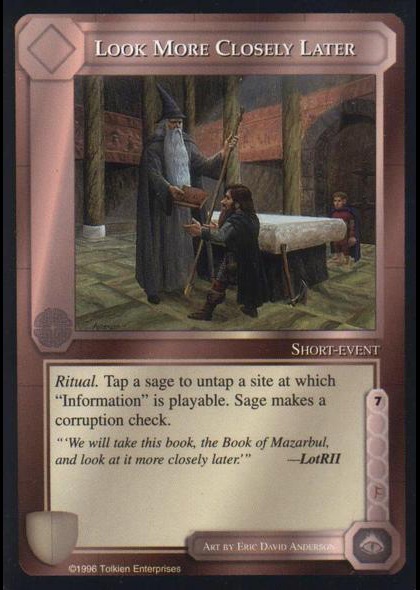 LOOK MORE CLOSELY LATER
SHORT-EVENT
Ritual. Tap a sage to untap a site at which
“Information” is playable. Sage makes a
corruption check.
“‘We will take this book, the Book of Mazarbul,
and look at it more closely later.’” —LotRII
7
F
ART BY ERIC DAVID ANDERSON
©1996 Tolkien Enterprises